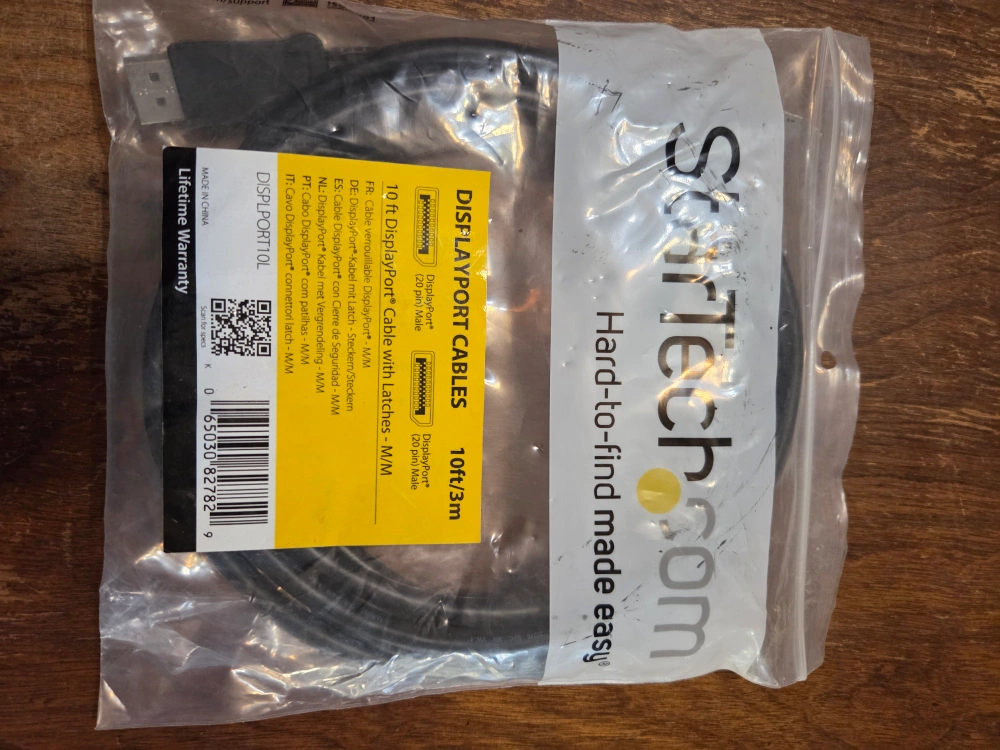 StarTech.com
Hard-to-find made easy®
DISPLAYPORT CABLES 10ft/3m
DisplayPort®
(20 pin) Male
DisplayPort®
(20 pin) Male
10 ft DisplayPort® Cable with Latches - M/M
FR: Câble verrouillable DisplayPort® - M/M
DE: DisplayPort®-Kabel mit Latch - Steckern/Steckern
ES: Cable DisplayPort® con Cierre de Seguridad - M/M
NL: DisplayPort® Kabel met Vergrendeling - M/M
PT: Cabo DisplayPort® com patilhas - M/M
IT: Cavo DisplayPort® connettori latch - M/M
DISPLPORT10L
MADE IN CHINA
Scan for specs
K
0 65030 82782 9
Lifetime Warranty